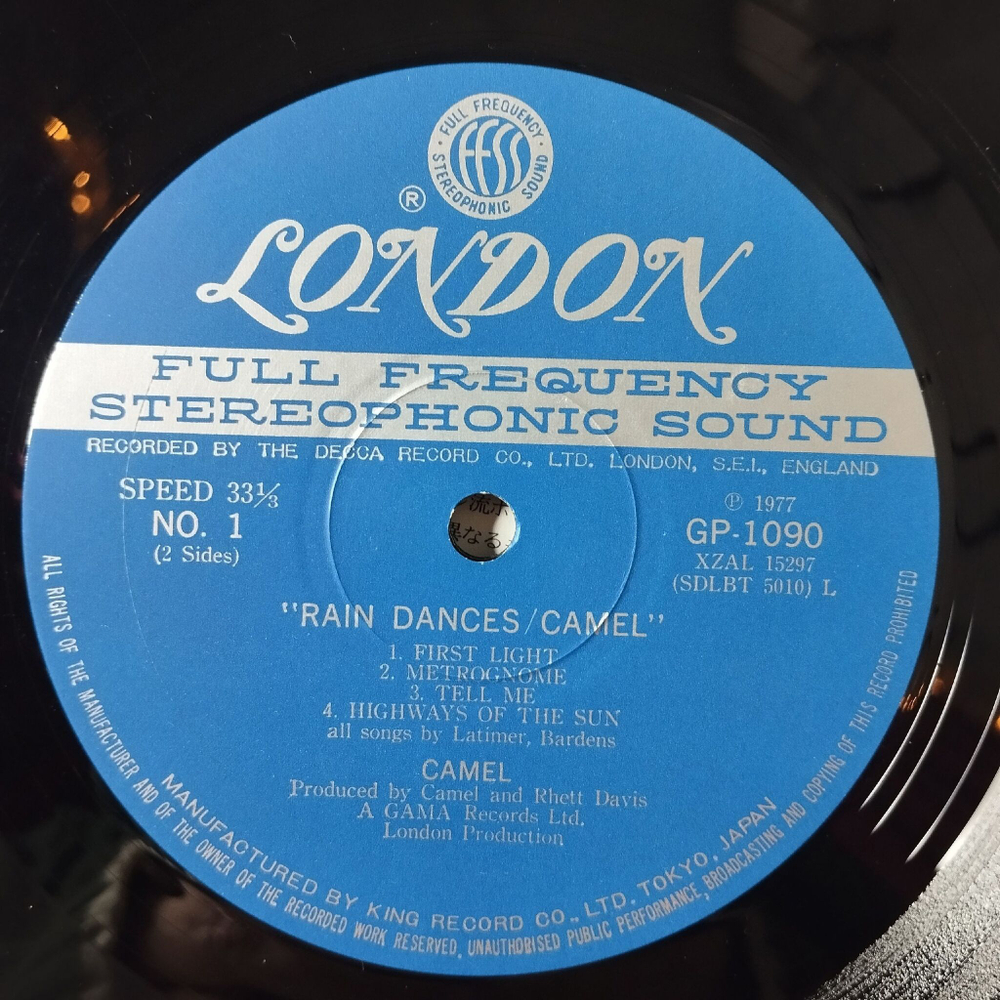 FULL FREQUENCY
STEREOPHONIC SOUND
FFSS
®
LONDON
FULL FREQUENCY
STEREOPHONIC SOUND
RECORDED BY THE DECCA RECORD CO., LTD. LONDON, S.E.I., ENGLAND
SPEED 33⅓
NO. 1
(2 Sides)
℗ 1977
GP-1090
XZAL 15297
(SDLBT 5010) L
"RAIN DANCES/CAMEL"
1. FIRST LIGHT
2. METROGNOME
3. TELL ME
4. HIGHWAYS OF THE SUN
all songs by Latimer, Bardens
CAMEL
Produced by Camel and Rhett Davis
A GAMA Records Ltd.
London Production
MANUFACTURED BY KING RECORD CO., LTD. TOKYO, JAPAN
ALL RIGHTS OF THE MANUFACTURER AND OF THE OWNER OF THE RECORDED WORK RESERVED, UNAUTHOBISED PUBLIC PERFORMANCE, BROADCASTING AND COPYING OF THIS RECORD PROHIBITED